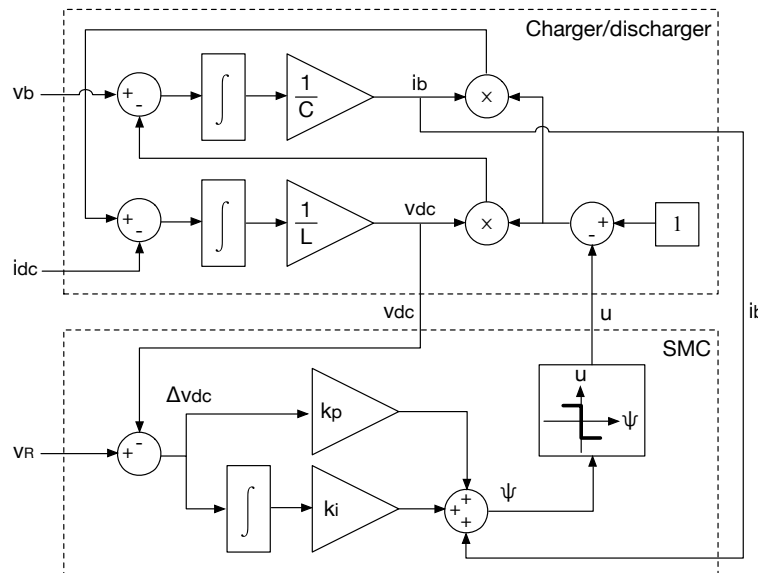 Charger/discharger
vb
+
-
∫
1
C
ib
×
+
-
∫
1
L
vdc
×
-
+
1
idc
vdc
u
ib
SMC
Δvdc
kp
u
ψ
vR
+
-
∫
ki
+
+
+
ψ